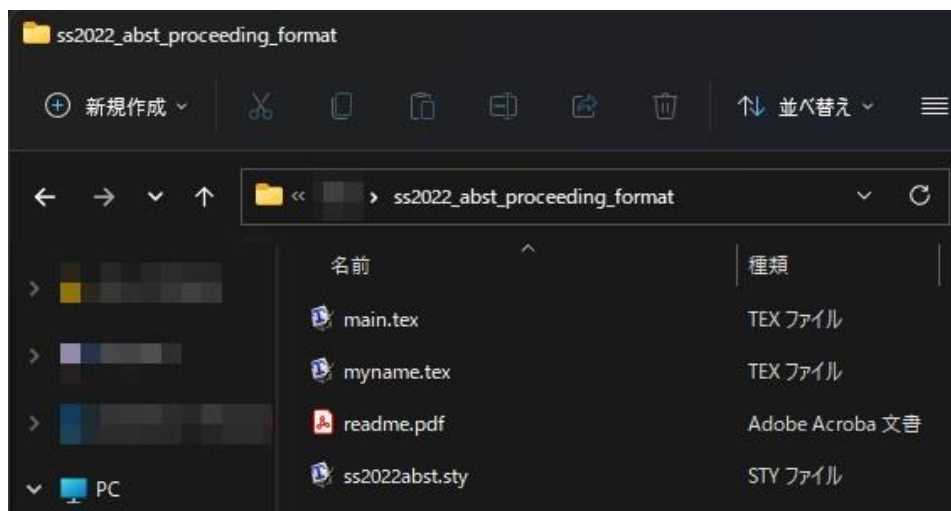 ss2022_abst_proceeding_format
新規作成 並べ替え
« › ss2022_abst_proceeding_format
名前 種類
main.tex TEX ファイル
myname.tex TEX ファイル
readme.pdf Adobe Acroba 文書
ss2022abst.sty STY ファイル
PC